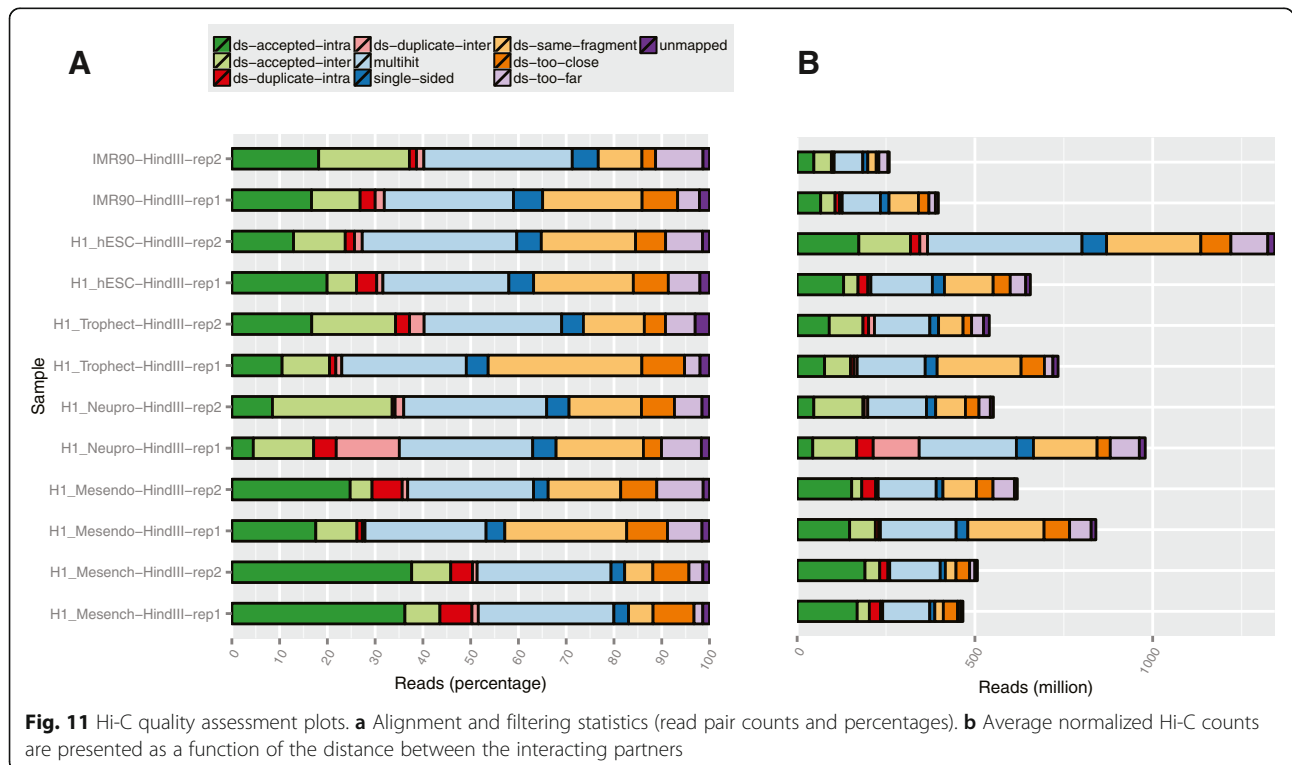 A
B
ds-accepted-intra ds-duplicate-inter ds-same-fragment unmapped
ds-accepted-inter multihit ds-too-close
ds-duplicate-intra single-sided ds-too-far
Sample
IMR90-HindIII-rep2
IMR90-HindIII-rep1
H1_hESC-HindIII-rep2
H1_hESC-HindIII-rep1
H1_Trophect-HindIII-rep2
H1_Trophect-HindIII-rep1
H1_Neupro-HindIII-rep2
H1_Neupro-HindIII-rep1
H1_Mesendo-HindIII-rep2
H1_Mesendo-HindIII-rep1
H1_Mesench-HindIII-rep2
H1_Mesench-HindIII-rep1
0 10 20 30 40 50 60 70 80 90 100
Reads (percentage)
0 500 1000
Reads (million)
Fig. 11 Hi-C quality assessment plots. a Alignment and filtering statistics (read pair counts and percentages). b Average normalized Hi-C counts
are presented as a function of the distance between the interacting partners